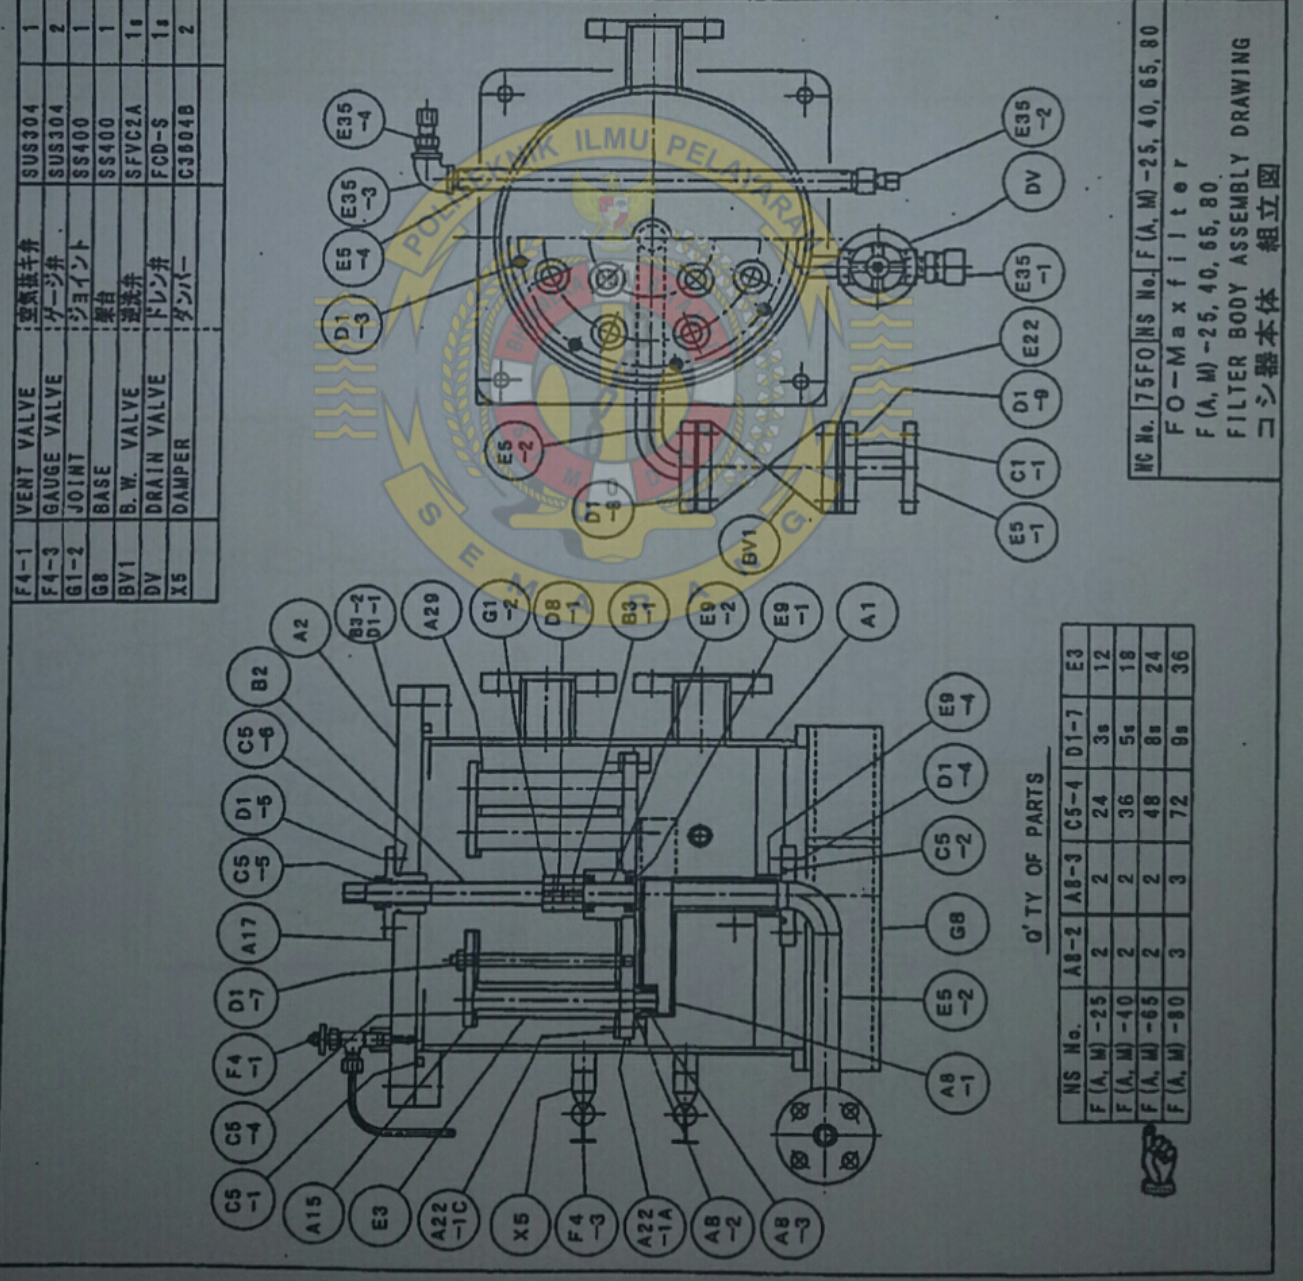 F4-1 VENT VALVE 空気抜キ弁 SUS304 1
F4-3 GAUGE VALVE ゲージ弁 SUS304 2
G1-2 JOINT ジョイント SS400 1
G8 BASE 架台 SS400 1
BV1 B.W. VALVE 逆洗弁 SFVC2A 1s
DV DRAIN VALVE ドレン弁 FCD-S 1s
X5 DAMPER ダンパー C3604B 2
E35-4
E35-3
E5-4
D1-3
E5-2
D1-8
BV1
E35-2
DV
E35-1
E22
D1-9
C1-1
E5-1
POLITEKNIK ILMU PELAYARAN
SEMARANG
A2
B3-2
D1-1
A29
G1-2
D8-1
B3-1
E9-2
E9-1
A1
B2
C5-6
D1-5
C5-5
A17
D1-7
F4-1
C5-4
C5-1
A15
E3
A22-1C
X5
F4-3
A22-1A
A8-2
A8-3
E9-4
D1-4
C5-2
G8
E5-2
A8-1
Q'TY OF PARTS
NS No. A8-2 A8-3 C5-4 D1-7 E3
F(A,M)-25 2 2 24 3s 12
F(A,M)-40 2 2 36 5s 18
F(A,M)-65 2 2 48 8s 24
F(A,M)-80 3 3 72 9s 36
MC No. 75FO NS No. F(A,M)-25,40,65,80
FO-Maxfilter
F(A,M)-25,40,65,80.
FILTER BODY ASSEMBLY DRAWING
コシ器本体 組立図